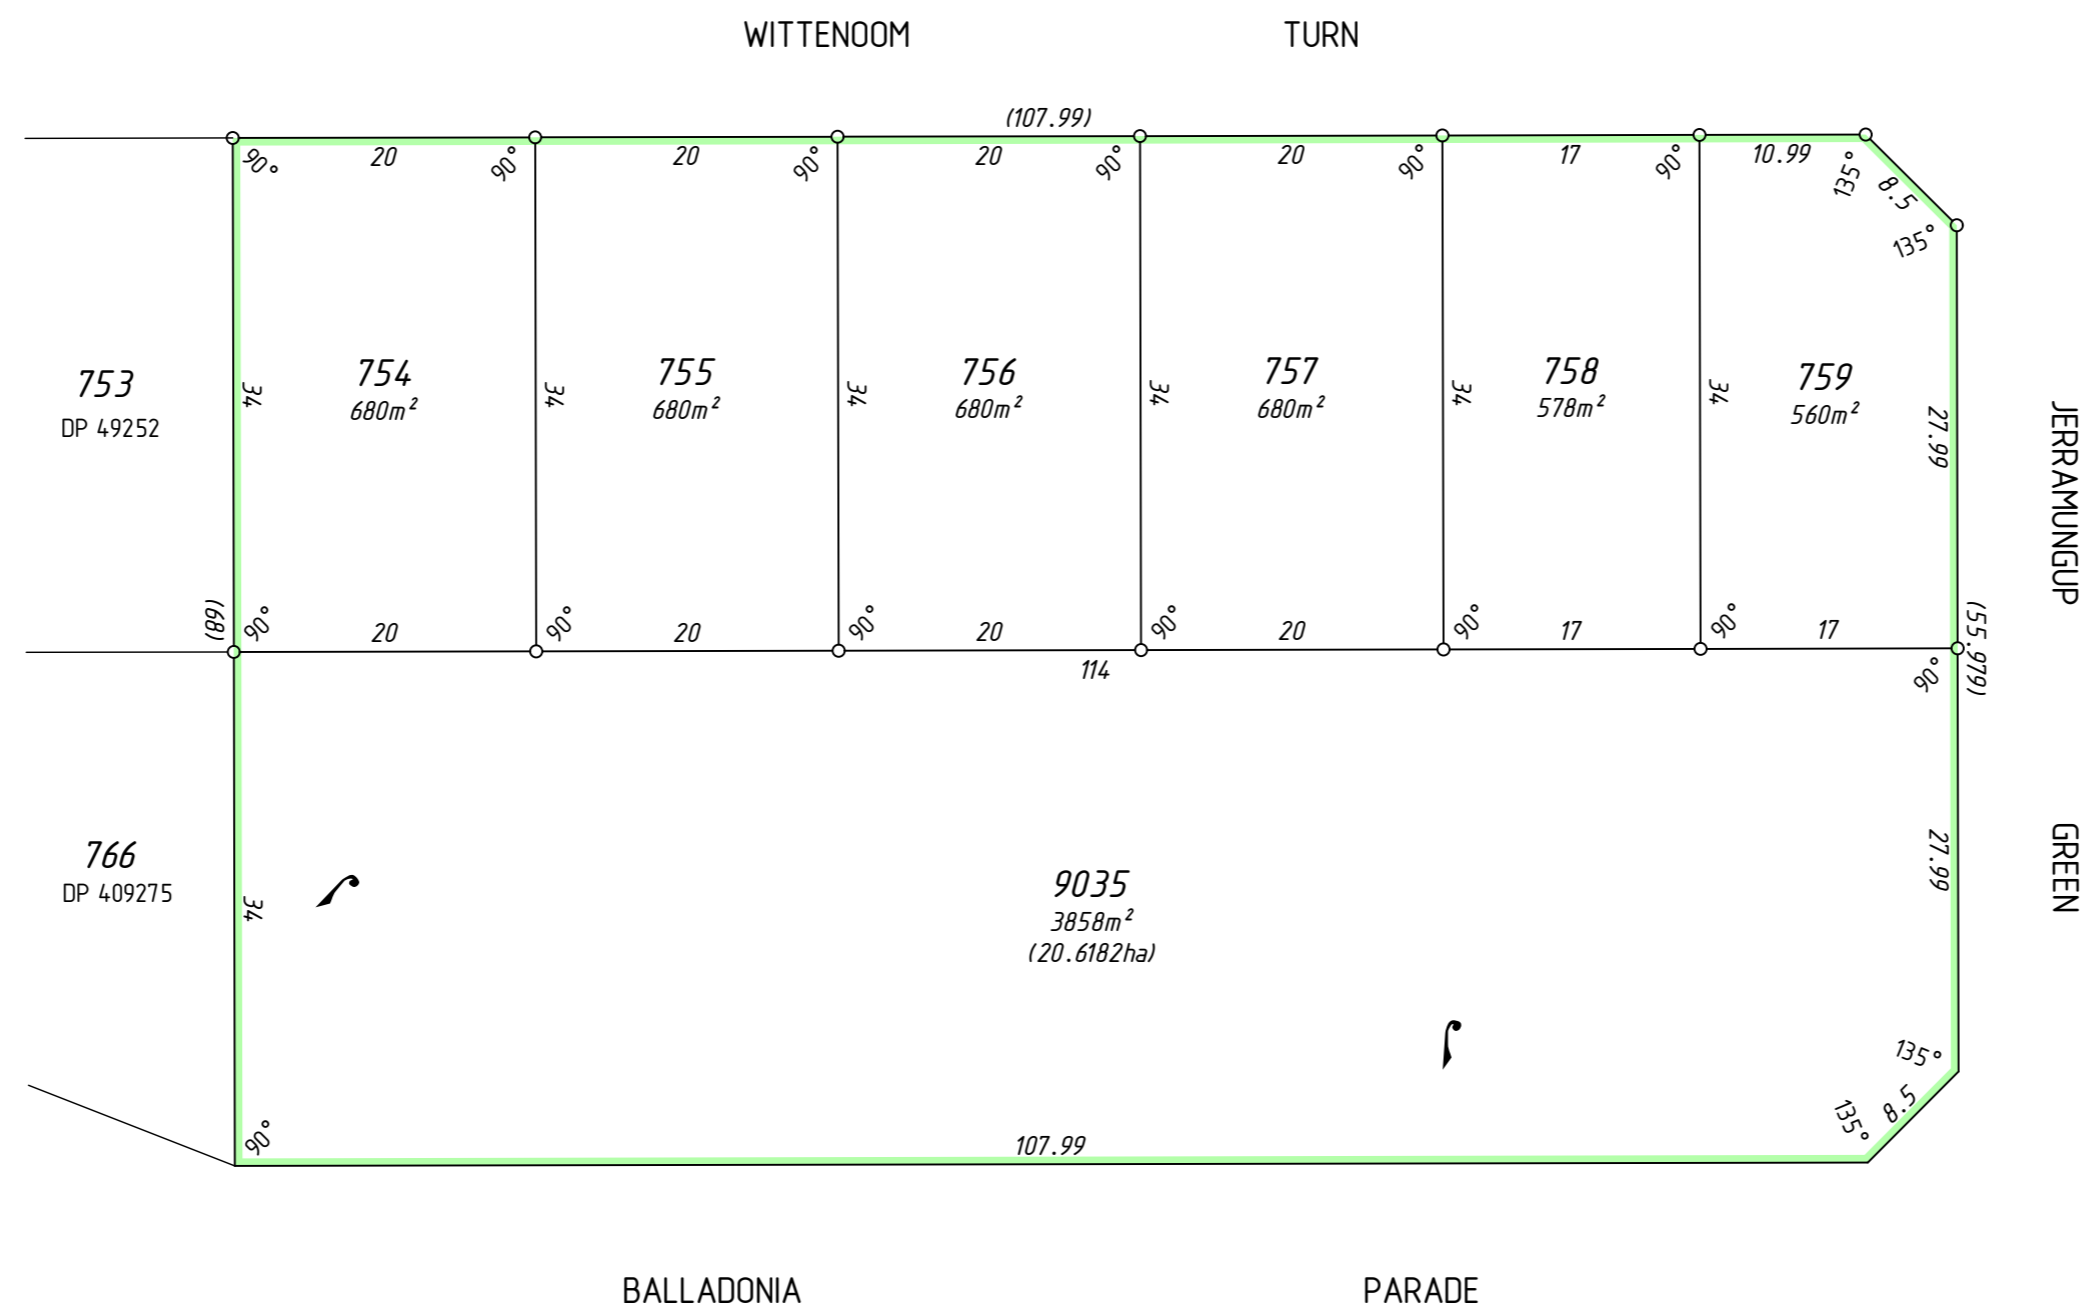 WITTENOOM TURN
(107.99)
90° 20 90° 20 90° 20 90° 20 90° 17 90° 10.99 135° 8.5
135°
753
DP 49252
34
754
680m²
34
755
680m²
34
756
680m²
34
757
680m²
34
758
578m²
34
759
560m²
27.99
JERRAMUNGUP GREEN
(68)
90° 20 90° 20 90° 20 90° 20 90° 17 90° 17
(55.979)
114
90°
766
DP 409275
34
9035
3858m²
(20.6182ha)
27.99
135°
8.5
135°
90°
107.99
BALLADONIA PARADE